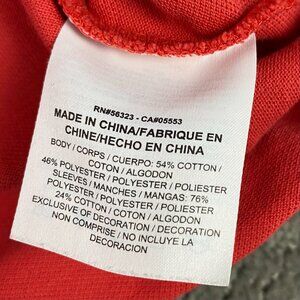 RN#56323 - CA#05553
MADE IN CHINA/FABRIQUE EN
CHINE/HECHO EN CHINA
BODY / CORPS / CUERPO: 54% COTTON /
COTON / ALGODON
46% POLYESTER / POLYESTER / POLIESTER
SLEEVES / MANCHES / MANGAS: 76%
POLYESTER / POLYESTER / POLIESTER
24% COTTON / COTON / ALGODON
EXCLUSIVE OF DECORATION / DECORATION
NON COMPRISE / NO INCLUYE LA
DECORACION